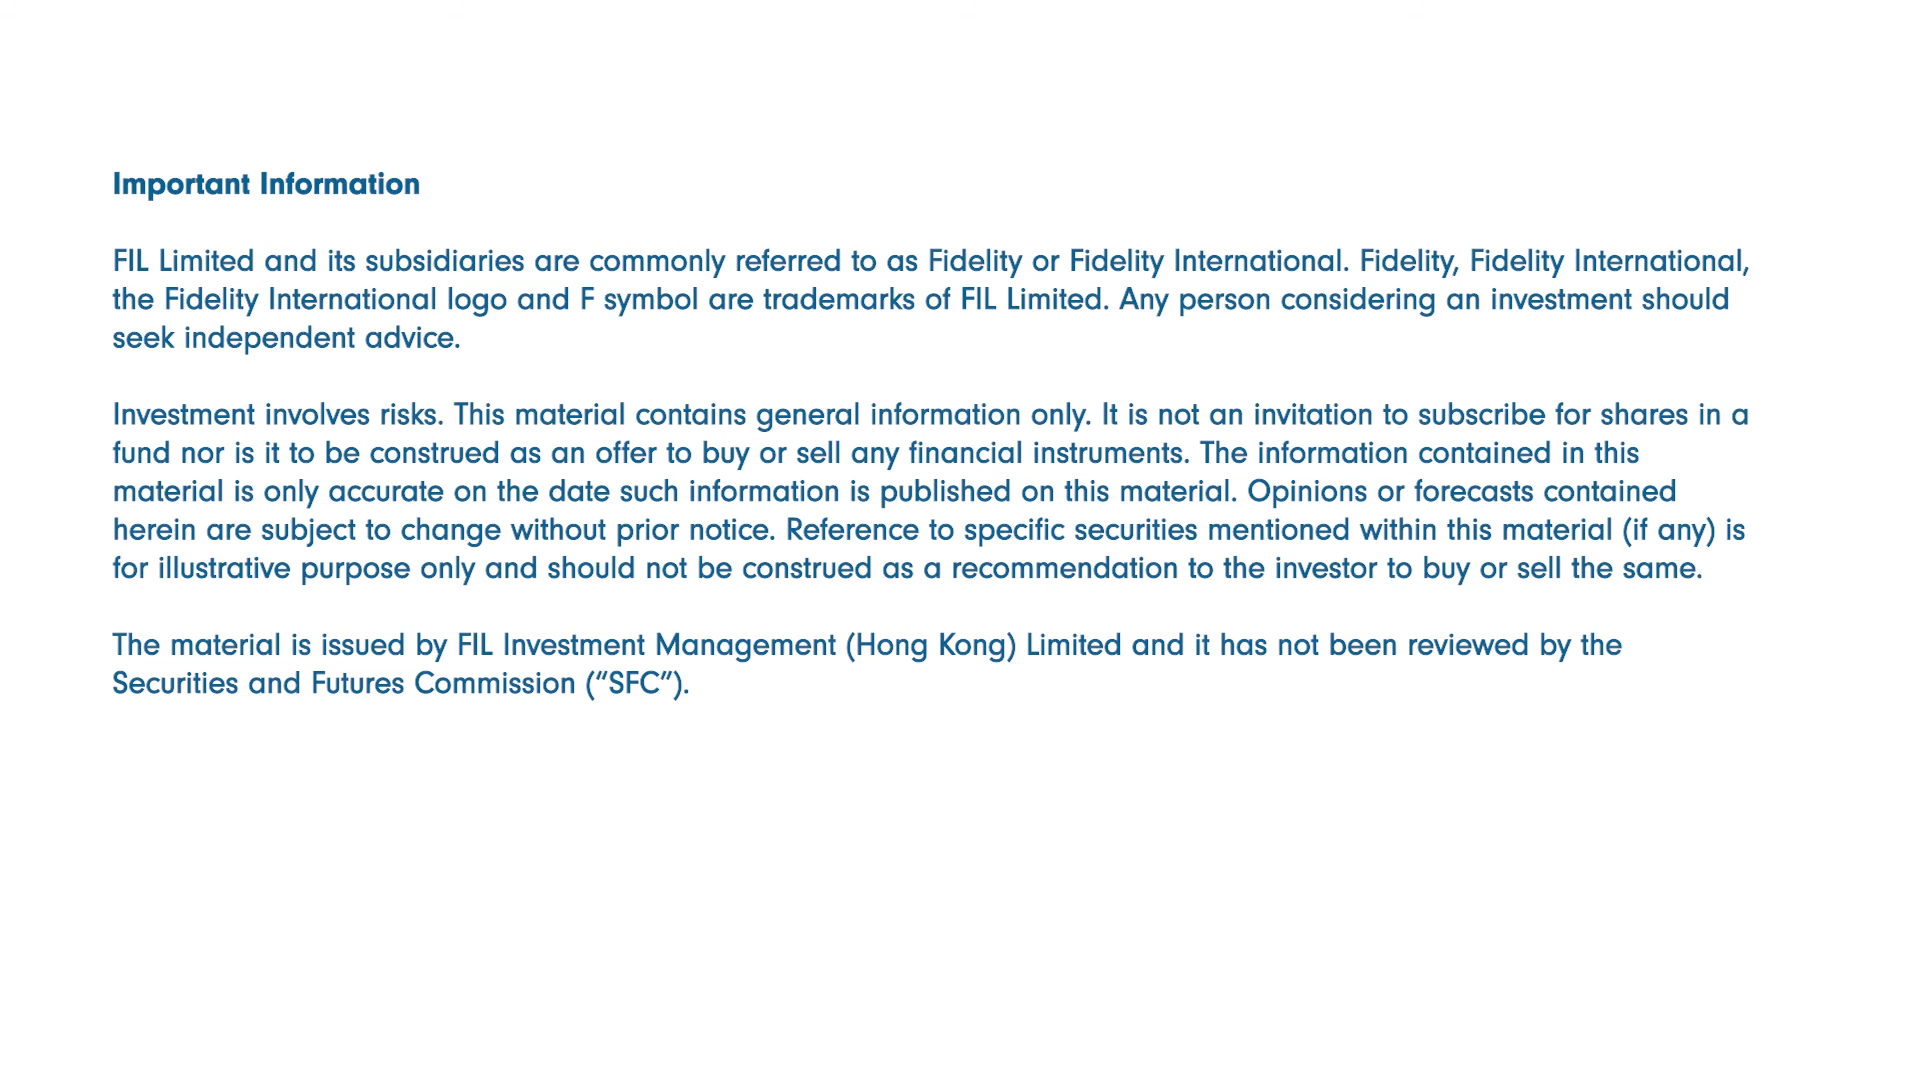 Important Information
FIL Limited and its subsidiaries are commonly referred to as Fidelity or Fidelity International. Fidelity, Fidelity International,
the Fidelity International logo and F symbol are trademarks of FIL Limited. Any person considering an investment should
seek independent advice.
Investment involves risks. This material contains general information only. It is not an invitation to subscribe for shares in a
fund nor is it to be construed as an offer to buy or sell any financial instruments. The information contained in this
material is only accurate on the date such information is published on this material. Opinions or forecasts contained
herein are subject to change without prior notice. Reference to specific securities mentioned within this material (if any) is
for illustrative purpose only and should not be construed as a recommendation to the investor to buy or sell the same.
The material is issued by FIL Investment Management (Hong Kong) Limited and it has not been reviewed by the
Securities and Futures Commission (“SFC”).